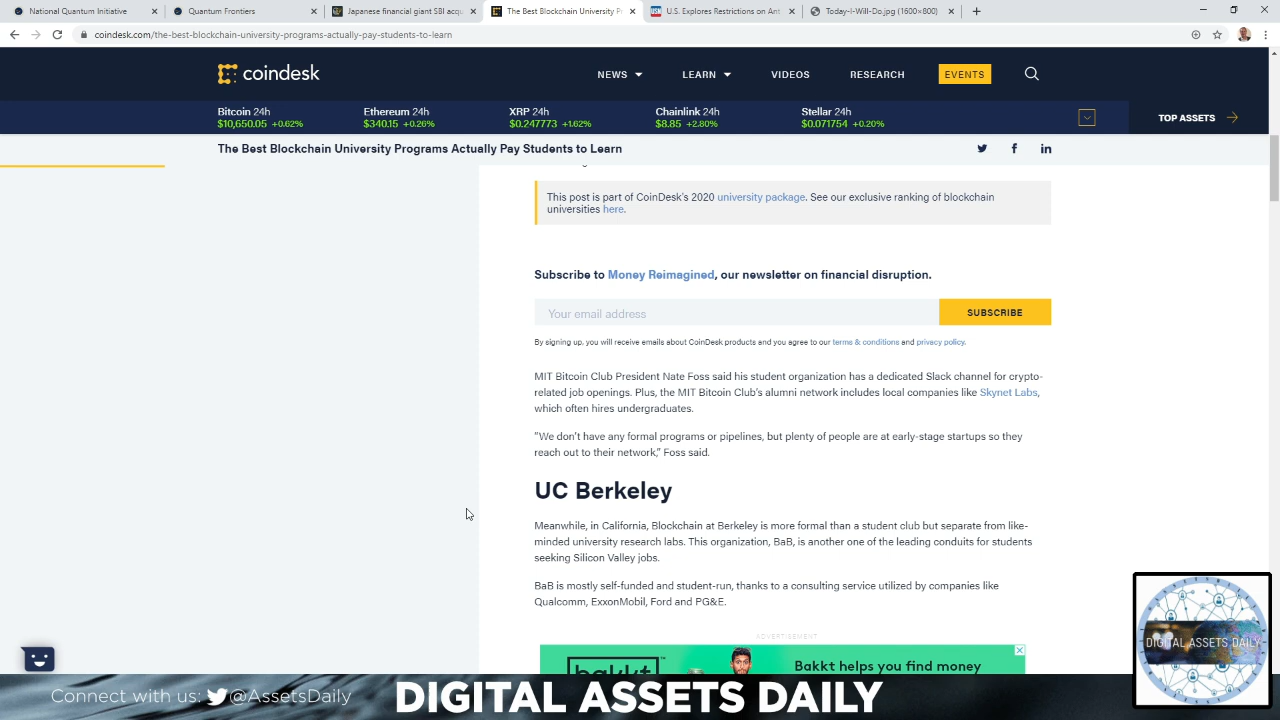 National Quantum Initiative
Quantum Frontiers
Japanese financial giant SBI acqu
The Best Blockchain University P
U.S. Explores Restrictions on Ant
Today-I-Will-Do.jpg (1600×800)
coindesk.com/the-best-blockchain-university-programs-actually-pay-students-to-learn
coindesk
NEWS
LEARN
VIDEOS
RESEARCH
EVENTS
Bitcoin 24h
$10,650.05 +0.62%
Ethereum 24h
$340.15 +0.26%
XRP 24h
$0.247773 +1.62%
Chainlink 24h
$8.85 +2.80%
Stellar 24h
$0.071754 +0.20%
TOP ASSETS
The Best Blockchain University Programs Actually Pay Students to Learn
This post is part of CoinDesk's 2020 university package. See our exclusive ranking of blockchain
universities here.
Subscribe to Money Reimagined, our newsletter on financial disruption.
Your email address
SUBSCRIBE
By signing up, you will receive emails about CoinDesk products and you agree to our terms & conditions and privacy policy.
MIT Bitcoin Club President Nate Foss said his student organization has a dedicated Slack channel for crypto-
related job openings. Plus, the MIT Bitcoin Club's alumni network includes local companies like Skynet Labs,
which often hires undergraduates.
"We don't have any formal programs or pipelines, but plenty of people are at early-stage startups so they
reach out to their network," Foss said.
UC Berkeley
Meanwhile, in California, Blockchain at Berkeley is more formal than a student club but separate from like-
minded university research labs. This organization, BaB, is another one of the leading conduits for students
seeking Silicon Valley jobs.
BaB is mostly self-funded and student-run, thanks to a consulting service utilized by companies like
Qualcomm, ExxonMobil, Ford and PG&E.
ADVERTISEMENT
bakkt™
Bakkt helps you find money
DIGITAL ASSETS DAILY
Connect with us: @AssetsDaily
DIGITAL ASSETS DAILY